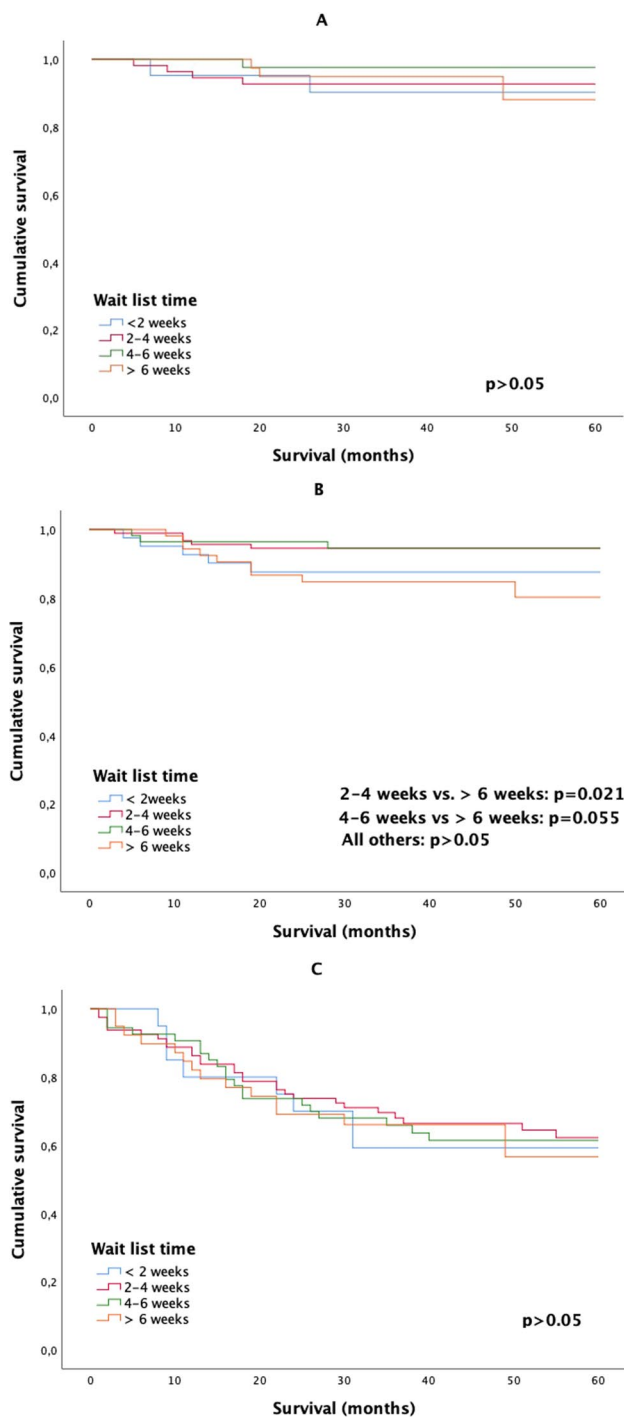 A
Cumulative survival
1,0
0,8
0,6
0,4
0,2
0,0
Wait list time
<2 weeks
2-4 weeks
4-6 weeks
> 6 weeks
p>0.05
0 10 20 30 40 50 60
Survival (months)
B
Cumulative survival
1,0
0,8
0,6
0,4
0,2
0,0
Wait list time
< 2weeks
2-4 weeks
4-6 weeks
> 6 weeks
2-4 weeks vs. > 6 weeks: p=0.021
4-6 weeks vs > 6 weeks: p=0.055
All others: p>0.05
0 10 20 30 40 50 60
Survival (months)
C
Cumulative survival
1,0
0,8
0,6
0,4
0,2
0,0
Wait list time
< 2 weeks
2-4 weeks
4-6 weeks
> 6 weeks
p>0.05
0 10 20 30 40 50 60
Survival (months)